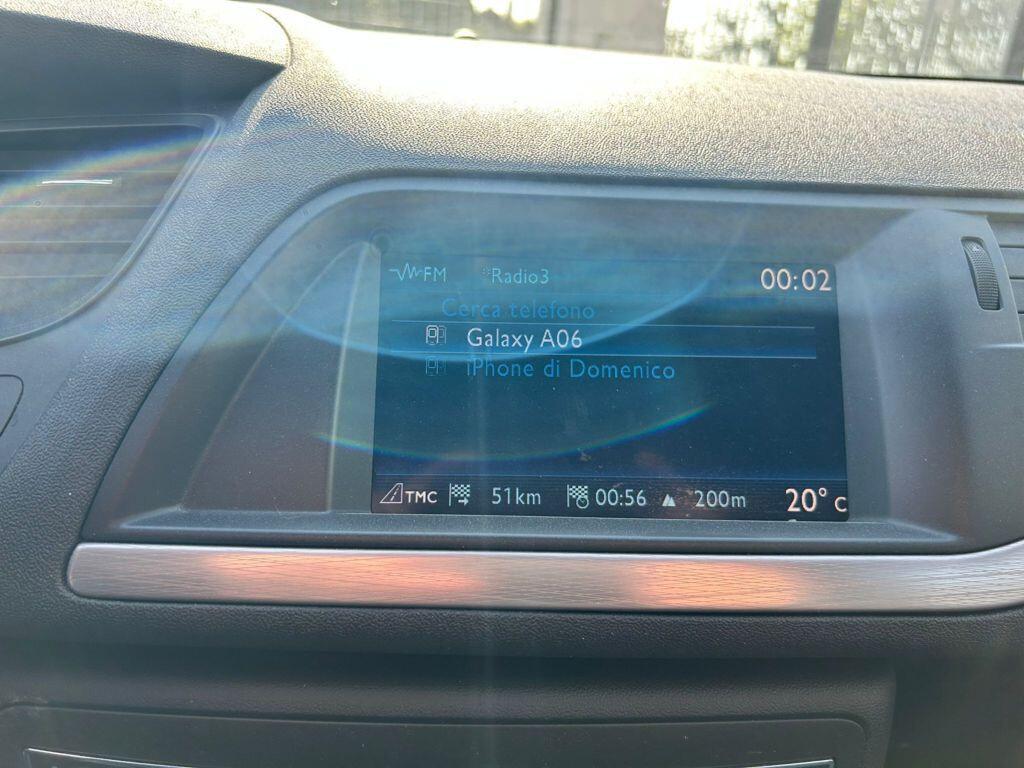 FM Radio3 00:02
Cerca telefono
Galaxy A06
iPhone di Domenico
TMC 51km 00:56 200m 20° C